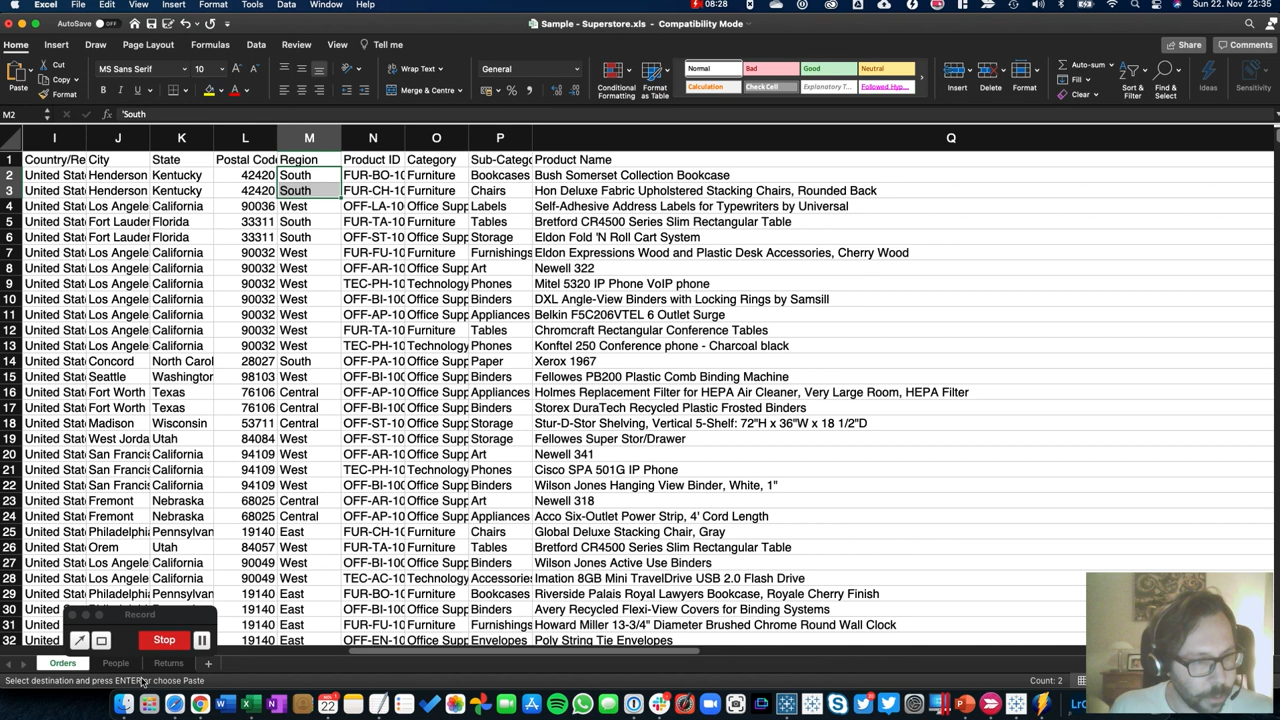 Excel File Edit View Insert Format Tools Data Window Help 08:28 Sun 22. Nov 22:35
AutoSave OFF Sample - Superstore.xls - Compatibility Mode
Home Insert Draw Page Layout Formulas Data Review View Tell me Share Comments
Paste Cut Copy Format MS Sans Serif 10 Wrap Text Merge & Centre General Conditional Formatting Format as Table Normal Bad Good Neutral Calculation Check Cell Explanatory T... Followed Hyp... Insert Delete Format Auto-sum Fill Clear Sort & Filter Find & Select Ideas Sensitivity
M2 fx 'South
I J K L M N O P Q
1 Country/Re City State Postal Code Region Product ID Category Sub-Catego Product Name
2 United Stat Henderson Kentucky 42420 South FUR-BO-10 Furniture Bookcases Bush Somerset Collection Bookcase
3 United Stat Henderson Kentucky 42420 South FUR-CH-10 Furniture Chairs Hon Deluxe Fabric Upholstered Stacking Chairs, Rounded Back
4 United Stat Los Angele California 90036 West OFF-LA-10 Office Supp Labels Self-Adhesive Address Labels for Typewriters by Universal
5 United Stat Fort Lauder Florida 33311 South FUR-TA-10 Furniture Tables Bretford CR4500 Series Slim Rectangular Table
6 United Stat Fort Lauder Florida 33311 South OFF-ST-10 Office Supp Storage Eldon Fold 'N Roll Cart System
7 United Stat Los Angele California 90032 West FUR-FU-10 Furniture Furnishings Eldon Expressions Wood and Plastic Desk Accessories, Cherry Wood
8 United Stat Los Angele California 90032 West OFF-AR-10 Office Supp Art Newell 322
9 United Stat Los Angele California 90032 West TEC-PH-10 Technology Phones Mitel 5320 IP Phone VoIP phone
10 United Stat Los Angele California 90032 West OFF-BI-100 Office Supp Binders DXL Angle-View Binders with Locking Rings by Samsill
11 United Stat Los Angele California 90032 West OFF-AP-10 Office Supp Appliances Belkin F5C206VTEL 6 Outlet Surge
12 United Stat Los Angele California 90032 West FUR-TA-10 Furniture Tables Chromcraft Rectangular Conference Tables
13 United Stat Los Angele California 90032 West TEC-PH-10 Technology Phones Konftel 250 Conference phone - Charcoal black
14 United Stat Concord North Carol 28027 South OFF-PA-10 Office Supp Paper Xerox 1967
15 United Stat Seattle Washington 98103 West OFF-BI-100 Office Supp Binders Fellowes PB200 Plastic Comb Binding Machine
16 United Stat Fort Worth Texas 76106 Central OFF-AP-10 Office Supp Appliances Holmes Replacement Filter for HEPA Air Cleaner, Very Large Room, HEPA Filter
17 United Stat Fort Worth Texas 76106 Central OFF-BI-100 Office Supp Binders Storex DuraTech Recycled Plastic Frosted Binders
18 United Stat Madison Wisconsin 53711 Central OFF-ST-10 Office Supp Storage Stur-D-Stor Shelving, Vertical 5-Shelf: 72"H x 36"W x 18 1/2"D
19 United Stat West Jorda Utah 84084 West OFF-ST-10 Office Supp Storage Fellowes Super Stor/Drawer
20 United Stat San Francis California 94109 West OFF-AR-10 Office Supp Art Newell 341
21 United Stat San Francis California 94109 West TEC-PH-10 Technology Phones Cisco SPA 501G IP Phone
22 United Stat San Francis California 94109 West OFF-BI-100 Office Supp Binders Wilson Jones Hanging View Binder, White, 1"
23 United Stat Fremont Nebraska 68025 Central OFF-AR-10 Office Supp Art Newell 318
24 United Stat Fremont Nebraska 68025 Central OFF-AP-10 Office Supp Appliances Acco Six-Outlet Power Strip, 4' Cord Length
25 United Stat Philadelphi Pennsylvan 19140 East FUR-CH-10 Furniture Chairs Global Deluxe Stacking Chair, Gray
26 United Stat Orem Utah 84057 West FUR-TA-10 Furniture Tables Bretford CR4500 Series Slim Rectangular Table
27 United Stat Los Angele California 90049 West OFF-BI-100 Office Supp Binders Wilson Jones Active Use Binders
28 United Stat Los Angele California 90049 West TEC-AC-10 Technology Accessories Imation 8GB Mini TravelDrive USB 2.0 Flash Drive
29 United Stat Philadelphi Pennsylvan 19140 East FUR-BO-10 Furniture Bookcases Riverside Palais Royal Lawyers Bookcase, Royale Cherry Finish
30 19140 East OFF-BI-100 Office Supp Binders Avery Recycled Flexi-View Covers for Binding Systems
31 19140 East FUR-FU-10 Furniture Furnishings Howard Miller 13-3/4" Diameter Brushed Chrome Round Wall Clock
32 19140 East OFF-EN-10 Office Supp Envelopes Poly String Tie Envelopes
Record
Stop
Orders People Returns +
Select destination and press ENTER or choose Paste Count: 2